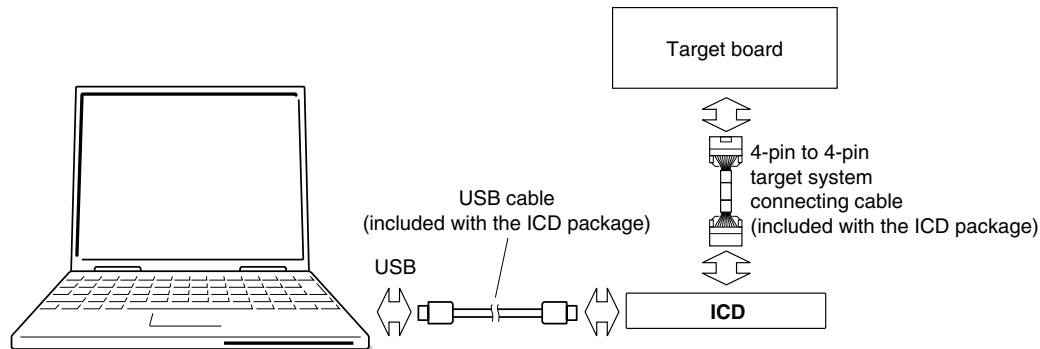 Target board
4-pin to 4-pin
target system
connecting cable
(included with the ICD package)
USB cable
(included with the ICD package)
USB
ICD